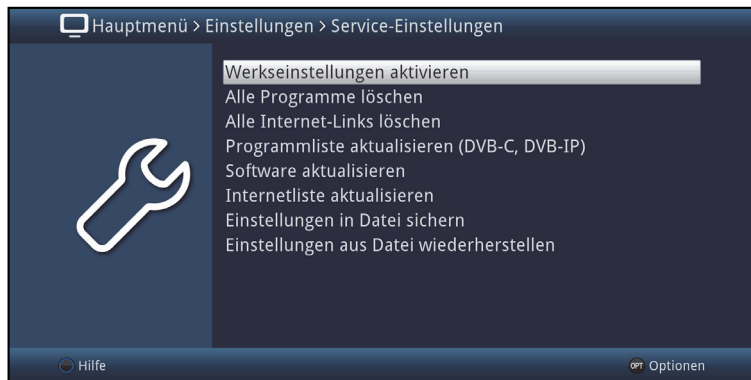 Hauptmenü > Einstellungen > Service-Einstellungen
Werkseinstellungen aktivieren
Alle Programme löschen
Alle Internet-Links löschen
Programmliste aktualisieren (DVB-C, DVB-IP)
Software aktualisieren
Internetliste aktualisieren
Einstellungen in Datei sichern
Einstellungen aus Datei wiederherstellen
Hilfe OPT Optionen